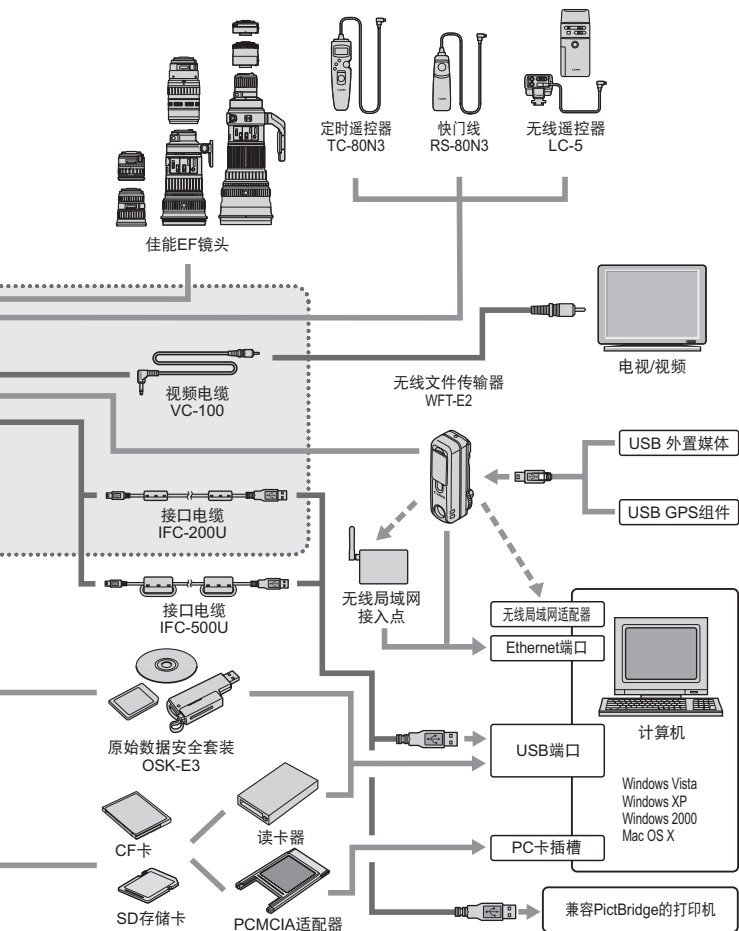 定时遥控器
TC-80N3
快门线
RS-80N3
无线遥控器
LC-5
佳能EF镜头
视频电缆
VC-100
无线文件传输器
WFT-E2
电视/视频
USB 外置媒体
USB GPS组件
接口电缆
IFC-200U
接口电缆
IFC-500U
无线局域网
接入点
无线局域网适配器
Ethernet端口
计算机
原始数据安全套装
OSK-E3
USB端口
Windows Vista
Windows XP
Windows 2000
Mac OS X
CF卡
读卡器
PC卡插槽
SD存储卡
PCMCIA适配器
兼容PictBridge的打印机